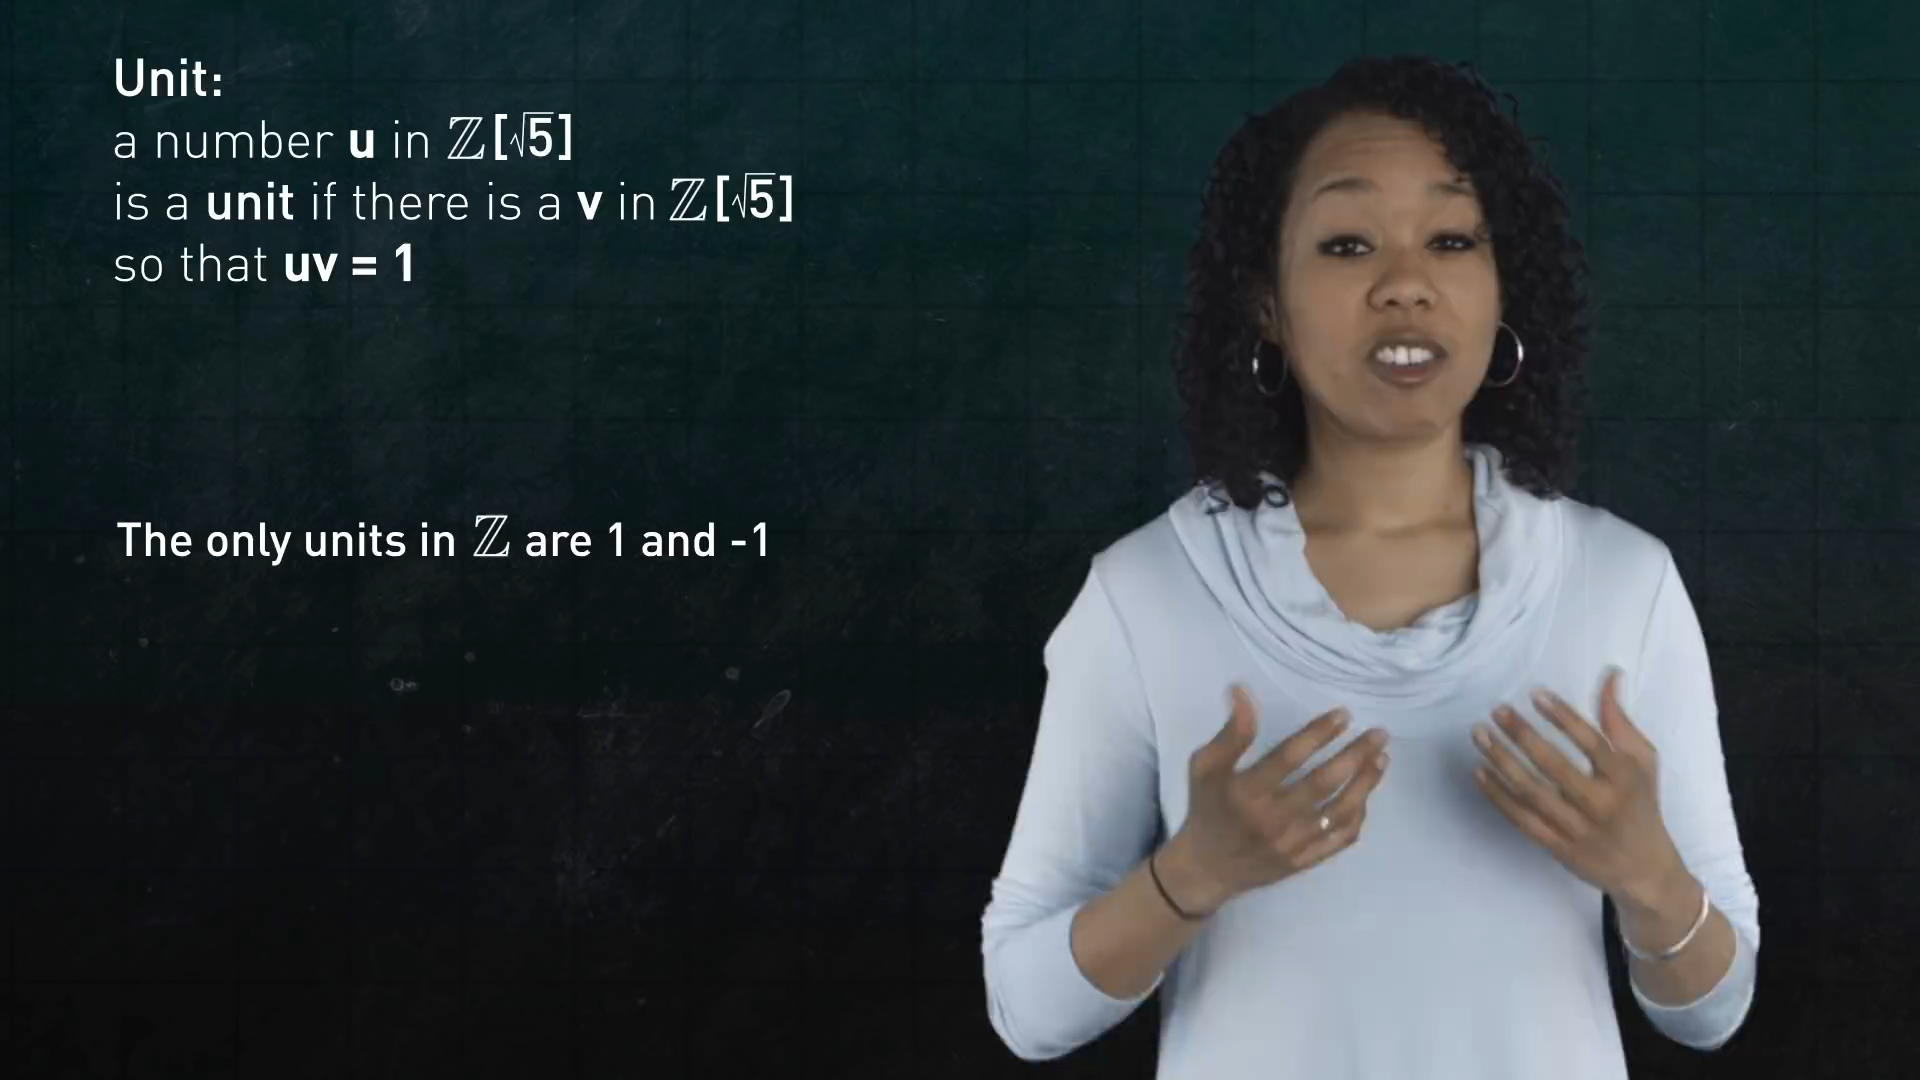 Unit:
a number u in ℤ[√5]
is a unit if there is a v in ℤ[√5]
so that uv = 1
The only units in ℤ are 1 and -1